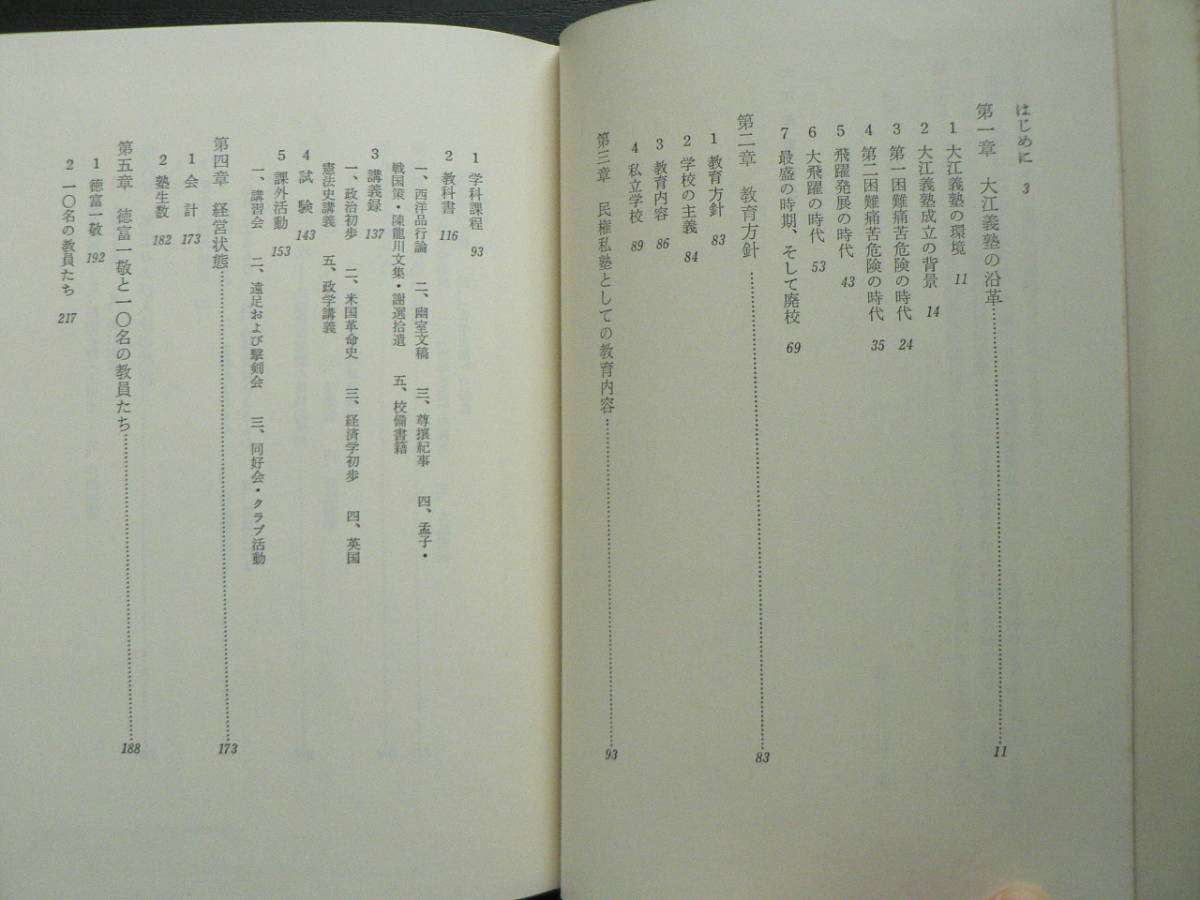 はじめに 3
第一章 大江義塾の沿革 11
1 大江義塾の環境 11
2 大江義塾成立の背景 14
3 第一困難痛苦危険の時代 24
4 第二困難痛苦危険の時代 35
5 飛躍発展の時代 43
6 大飛躍の時代 53
7 最盛の時期、そして廃校 69
第二章 教育方針 83
1 教育方針 83
2 学校の主義 84
3 教育内容 86
4 私立学校 89
第三章 民権私塾としての教育内容 93
1 学科課程 93
2 教科書 116
一、西洋品行論 二、幽室文稿 三、尊攘紀事 四、孟子・
戦国策・陳龍川文集・謝選拾遺 五、校備書籍
3 講義録 137
一、政治初歩 二、米国革命史 三、経済学初歩 四、英国
憲法史講義 五、政学講義
4 試験 143
5 課外活動 153
一、講習会 二、遠足および撃剣会 三、同好会・クラブ活動
第四章 経営状態 173
1 会計 173
2 塾生数 182
第五章 徳富一敬と一〇名の教員たち 188
1 徳富一敬 192
2 一〇名の教員たち 217